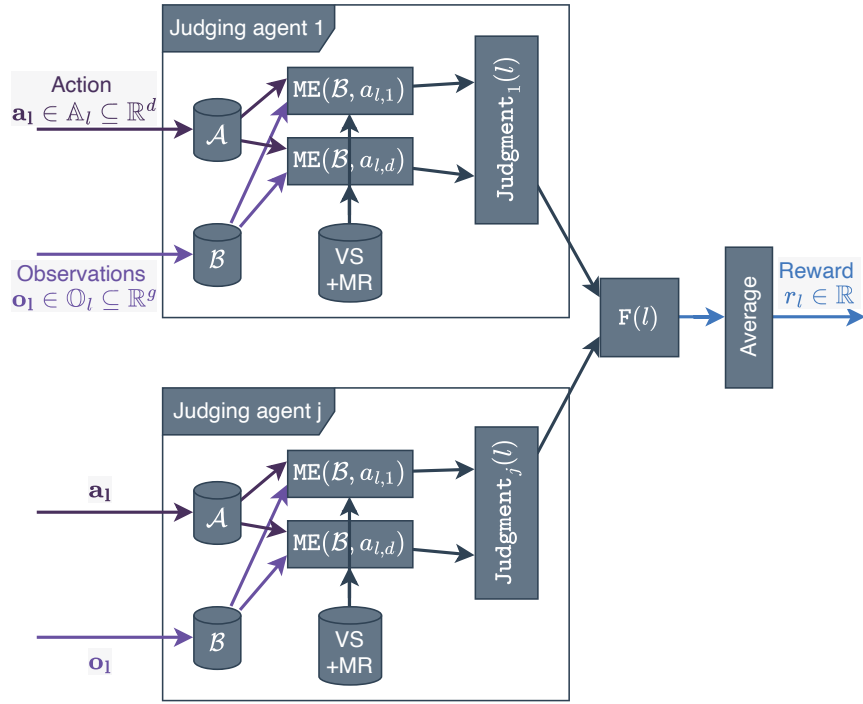 Judging agent 1
Action
𝐚_𝐥 ∈ 𝔸_l ⊆ ℝ^d
𝒜
ME(ℬ, a_{l,1})
ME(ℬ, a_{l,d})
Judgment_1(l)
ℬ
VS
+MR
Observations
𝐨_𝐥 ∈ 𝕆_l ⊆ ℝ^g
F(l)
Average
Reward
r_l ∈ ℝ
Judging agent j
𝐚_𝐥
𝒜
ME(ℬ, a_{l,1})
ME(ℬ, a_{l,d})
Judgment_j(l)
ℬ
VS
+MR
𝐨_𝐥